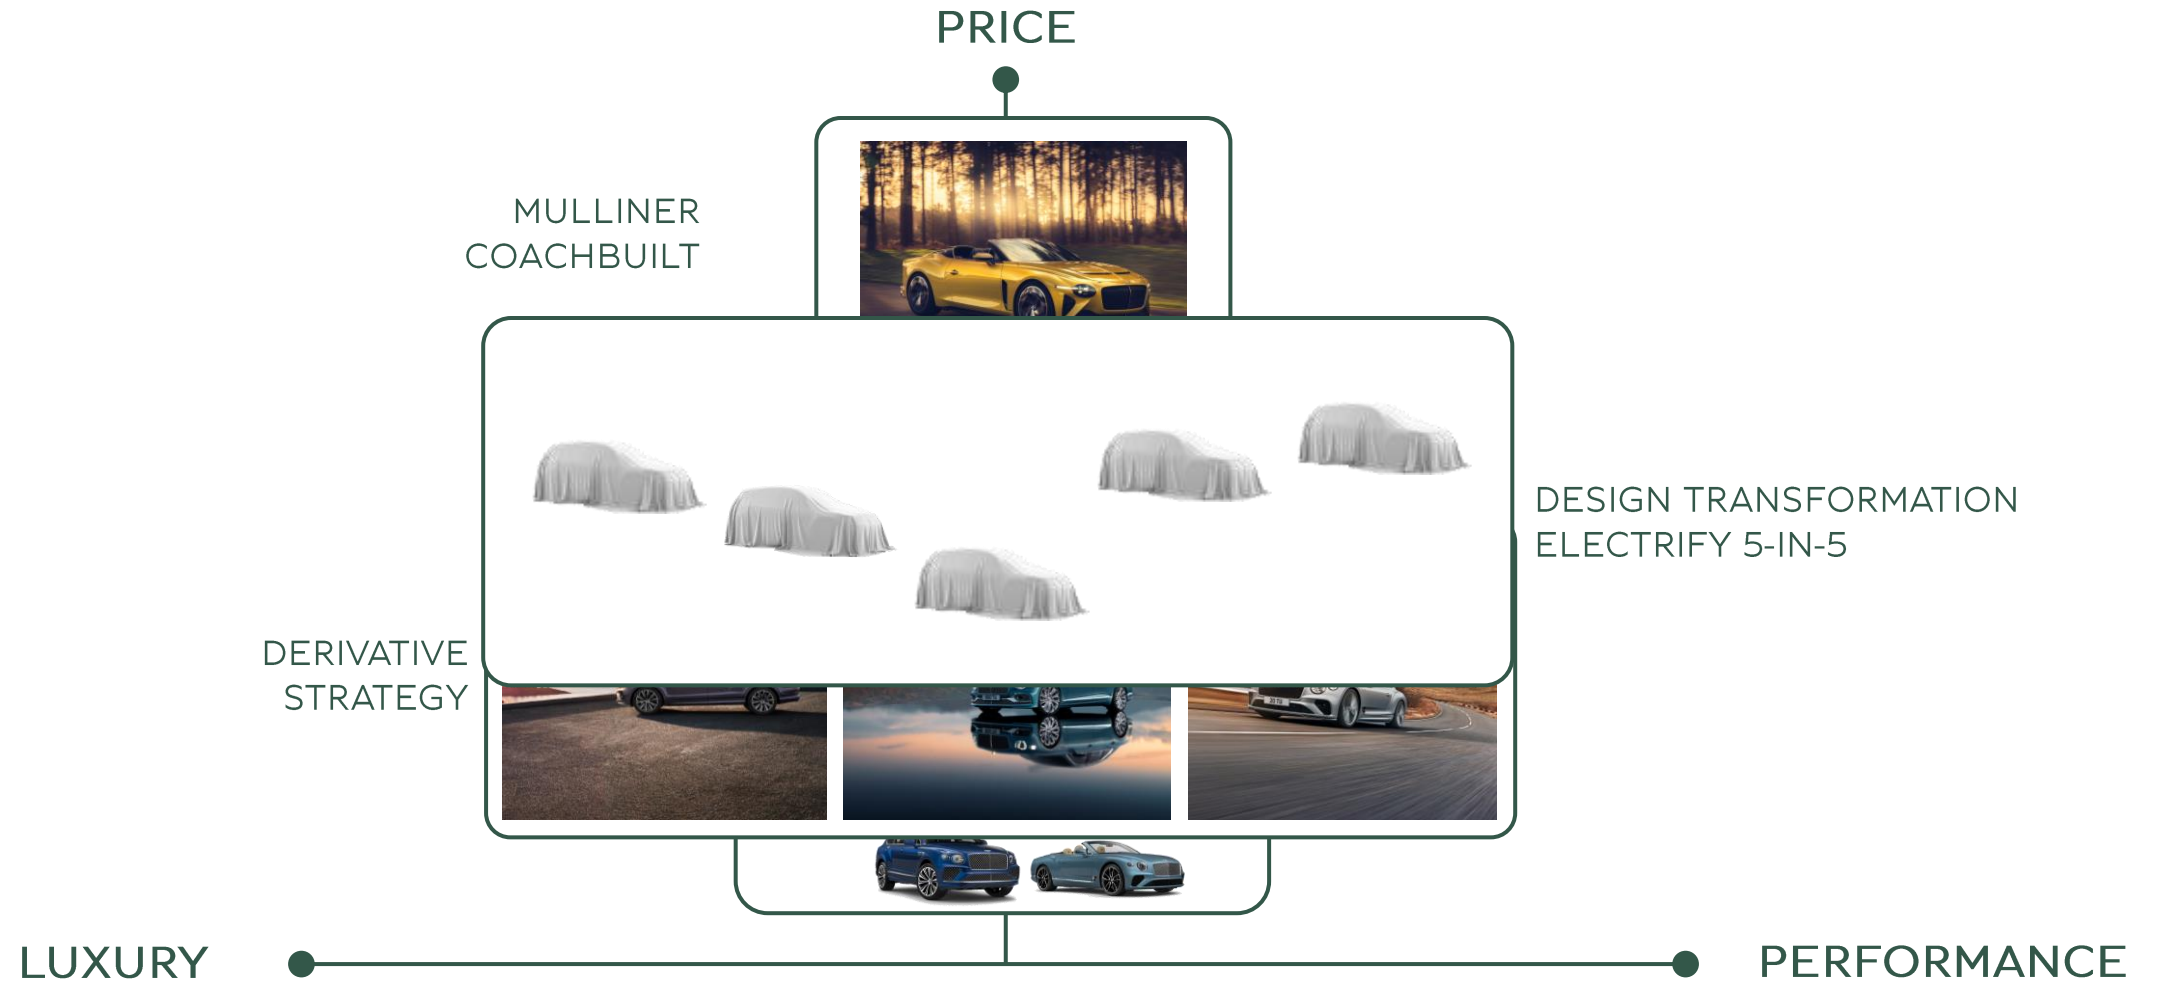 PRICE
MULLINER
COACHBUILT
DESIGN TRANSFORMATION
ELECTRIFY 5-IN-5
DERIVATIVE
STRATEGY
LUXURY
PERFORMANCE